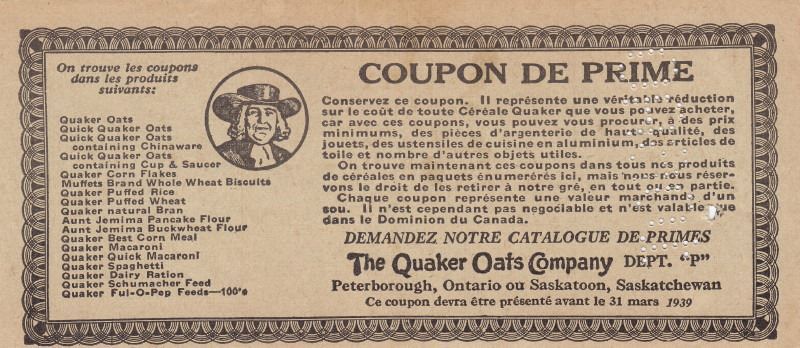 On trouve les coupons
dans les produits
suivants:
Quaker Oats
Quick Quaker Oats
Quick Quaker Oats
containing Chinaware
Quick Quaker Oats
containing Cup & Saucer
Quaker Corn Flakes
Muffets Brand Whole Wheat Biscuits
Quaker Puffed Rice
Quaker Puffed Wheat
Quaker natural Bran
Aunt Jemima Pancake Flour
Aunt Jemima Buckwheat Flour
Quaker Best Corn Meal
Quaker Macaroni
Quaker Quick Macaroni
Quaker Spaghetti
Quaker Dairy Ration
Quaker Schumacher Feed
Quaker Ful-O-Pep Feeds—100's
COUPON DE PRIME
Conservez ce coupon. Il représente une véritable réduction
sur le coût de toute Céréale Quaker que vous pouvez acheter,
car avec ces coupons, vous pouvez vous procurer, à des prix
minimums, des pièces d'argenterie de haute qualité, des
jouets, des ustensiles de cuisine en aluminium, des articles de
toile et nombre d'autres objets utiles.
On trouve maintenant ces coupons dans tous nos produits
de céréales en paquets énumérérés ici, mais nous nous réser-
vons le droit de les retirer à notre gré, en tout ou en partie.
Chaque coupon représente une valeur marchande d'un
sou. Il n'est cependant pas negociable et n'est valable que
dans le Dominion du Canada.
DEMANDEZ NOTRE CATALOGUE DE PRIMES
The Quaker Oats Company DEPT. "P"
Peterborough, Ontario ou Saskatoon, Saskatchewan
Ce coupon devra être présenté avant le 31 mars 1939